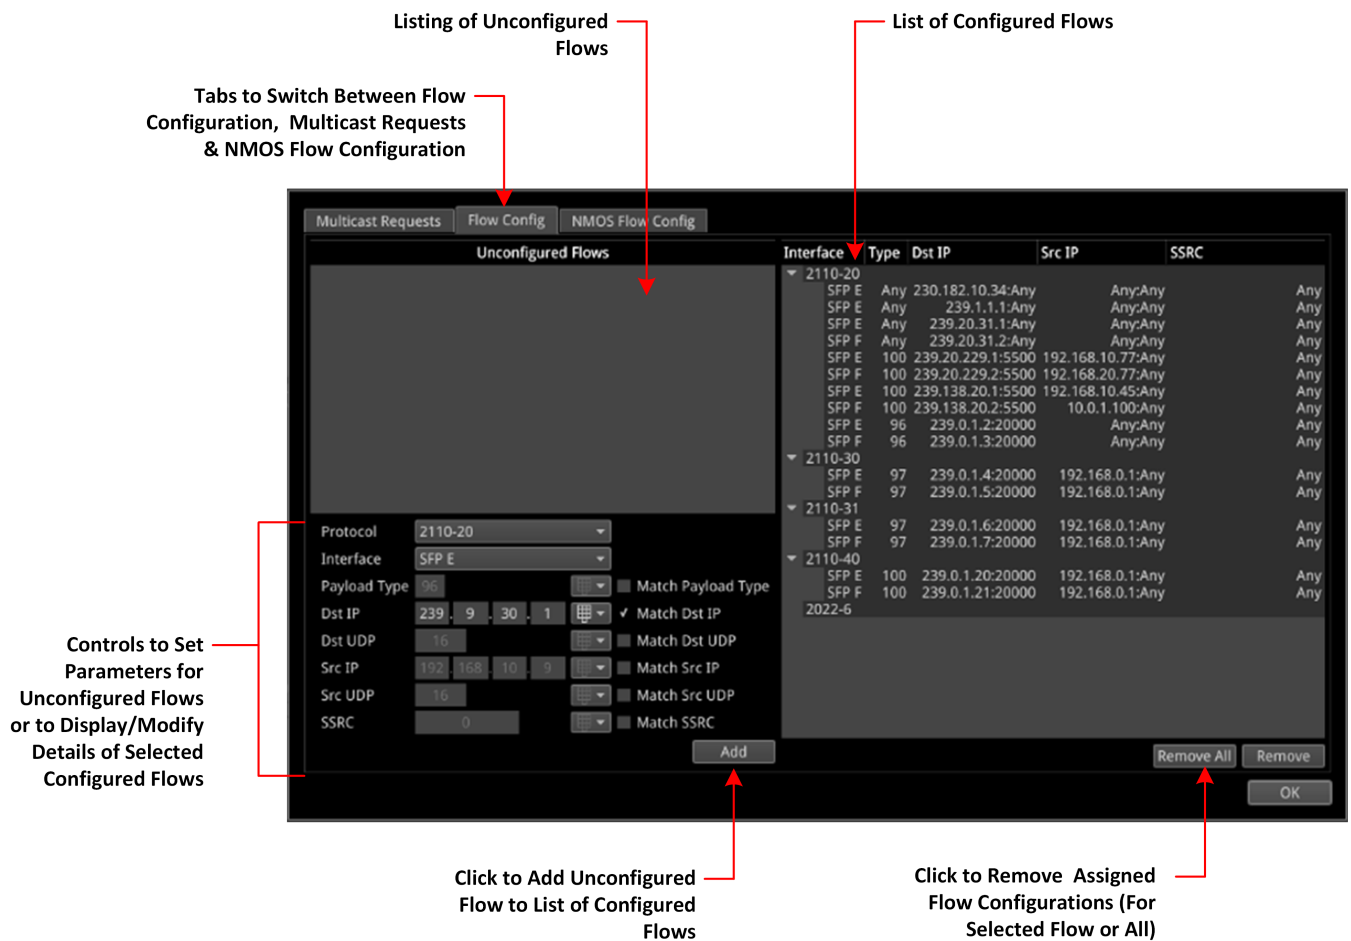 Listing of Unconfigured
Flows
List of Configured Flows
Tabs to Switch Between Flow
Configuration, Multicast Requests
& NMOS Flow Configuration
Multicast Requests Flow Config NMOS Flow Config
Unconfigured Flows
Interface Type Dst IP Src IP SSRC
2110-20
SFP E Any 230.182.10.34:Any Any:Any Any
SFP E Any 239.1.1.1:Any Any:Any Any
SFP E Any 239.20.31.1:Any Any:Any Any
SFP F Any 239.20.31.2:Any Any:Any Any
SFP E 100 239.20.229.1:5500 192.168.10.77:Any Any
SFP F 100 239.20.229.2:5500 192.168.20.77:Any Any
SFP E 100 239.138.20.1:5500 192.168.10.45:Any Any
SFP F 100 239.138.20.2:5500 10.0.1.100:Any Any
SFP E 96 239.0.1.2:20000 Any:Any Any
SFP F 96 239.0.1.3:20000 Any:Any Any
2110-30
SFP E 97 239.0.1.4:20000 192.168.0.1:Any Any
SFP F 97 239.0.1.5:20000 192.168.0.1:Any Any
2110-31
SFP E 97 239.0.1.6:20000 192.168.0.1:Any Any
SFP F 97 239.0.1.7:20000 192.168.0.1:Any Any
2110-40
SFP E 100 239.0.1.20:20000 192.168.0.1:Any Any
SFP F 100 239.0.1.21:20000 192.168.0.1:Any Any
2022-6
Protocol 2110-20
Interface SFP E
Payload Type 96 Match Payload Type
Dst IP 239 . 9 . 30 . 1 ✓ Match Dst IP
Dst UDP 16 Match Dst UDP
Src IP 192 . 168 . 10 . 9 Match Src IP
Src UDP 16 Match Src UDP
SSRC 0 Match SSRC
Add
Remove All Remove
OK
Controls to Set
Parameters for
Unconfigured Flows
or to Display/Modify
Details of Selected
Configured Flows
Click to Add Unconfigured
Flow to List of Configured
Flows
Click to Remove Assigned
Flow Configurations (For
Selected Flow or All)